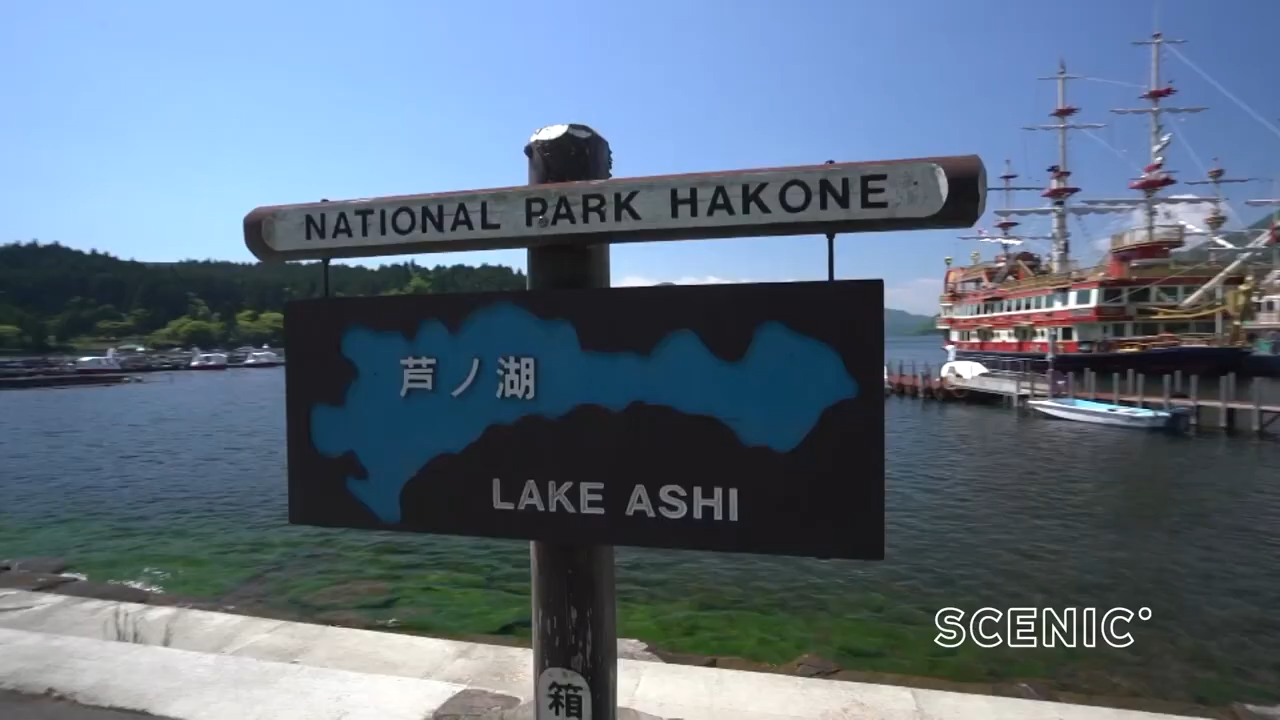 NATIONAL PARK HAKONE
芦ノ湖
LAKE ASHI
SCENIC°
箱